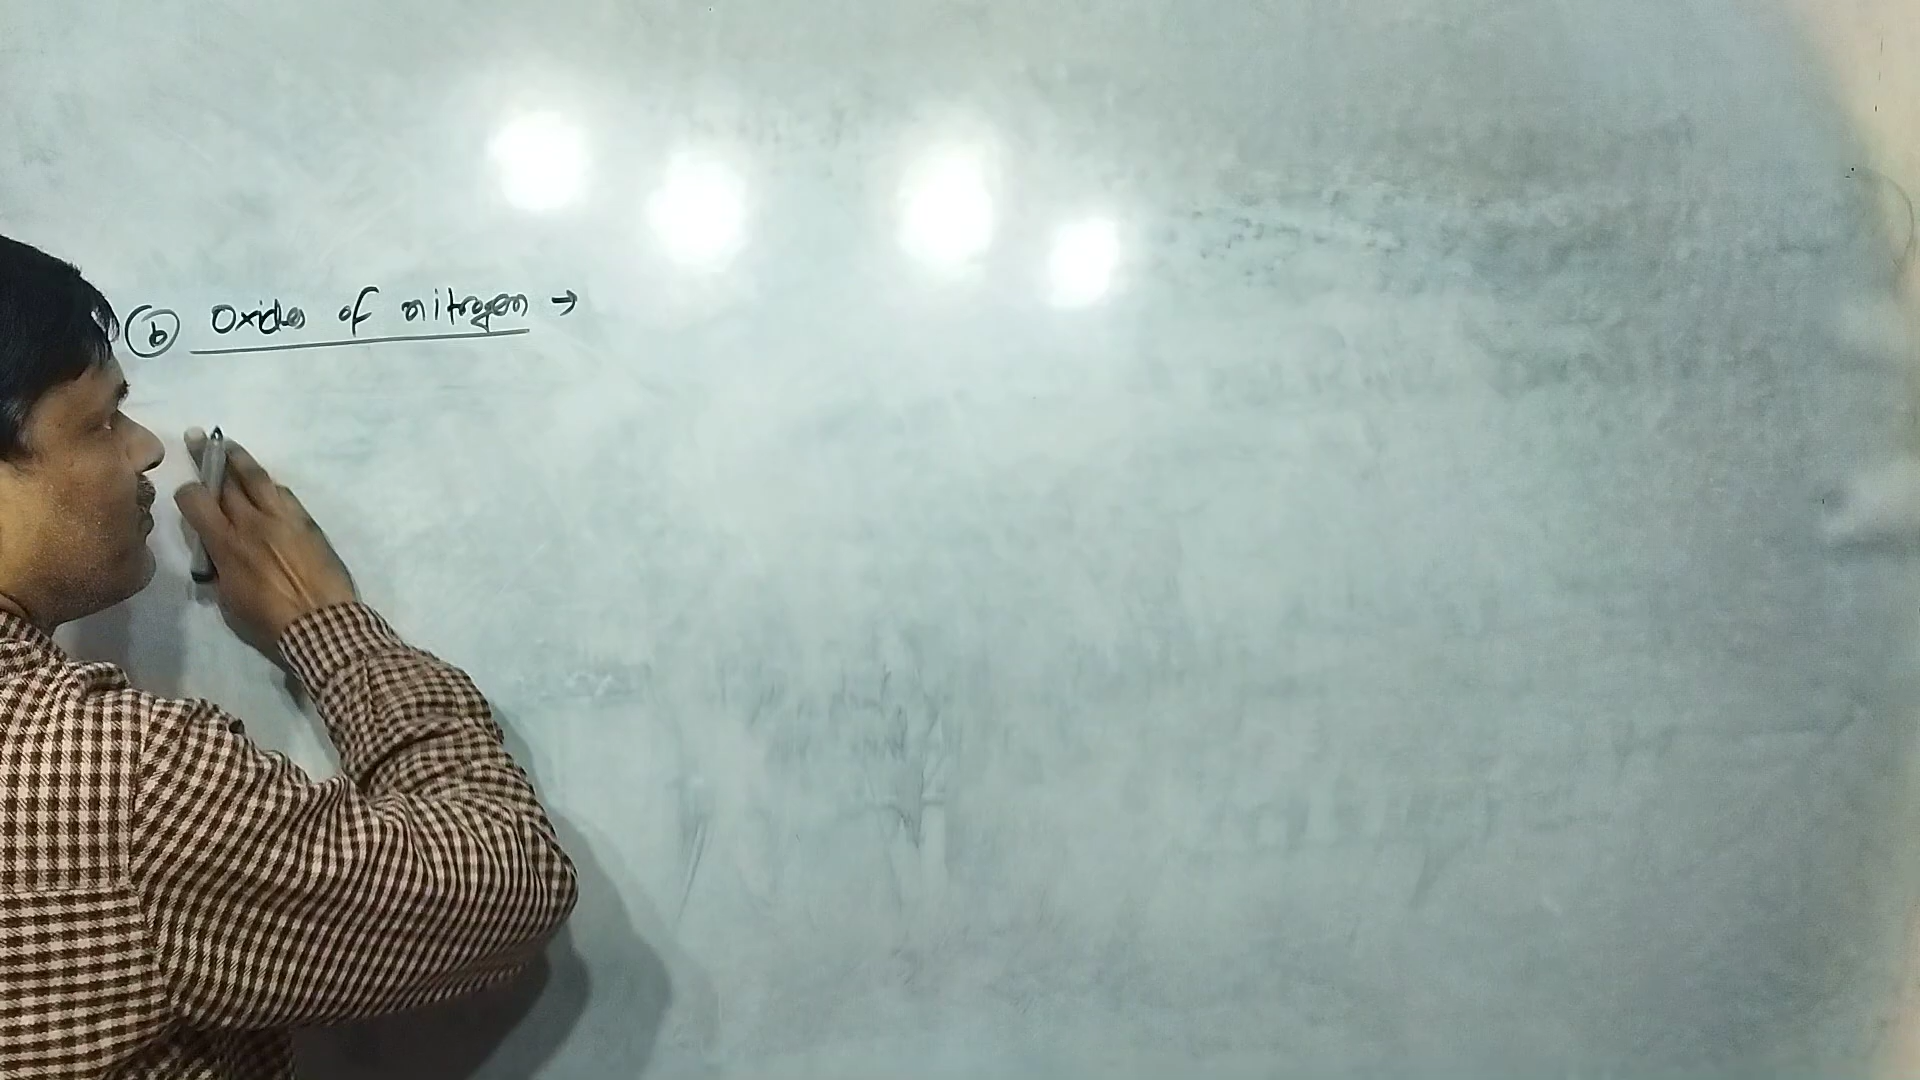 (b) Oxides of nitrogen →